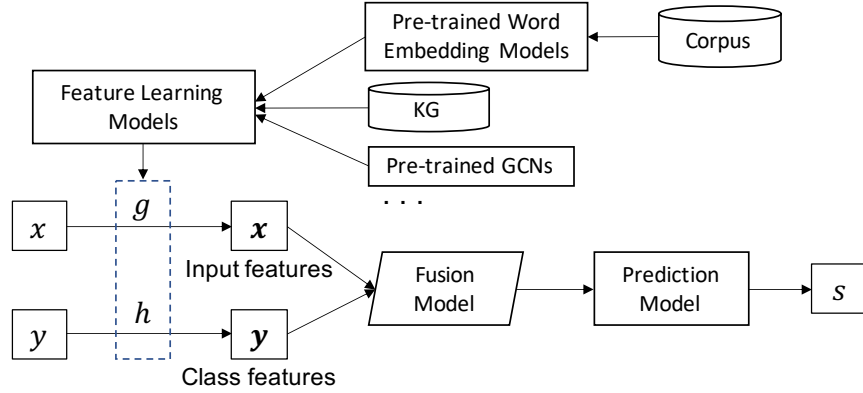 Pre-trained Word
Embedding Models
Corpus
Feature Learning
Models
KG
Pre-trained GCNs
. . .
g
x
x
Input features
Fusion
Model
Prediction
Model
s
h
y
y
Class features